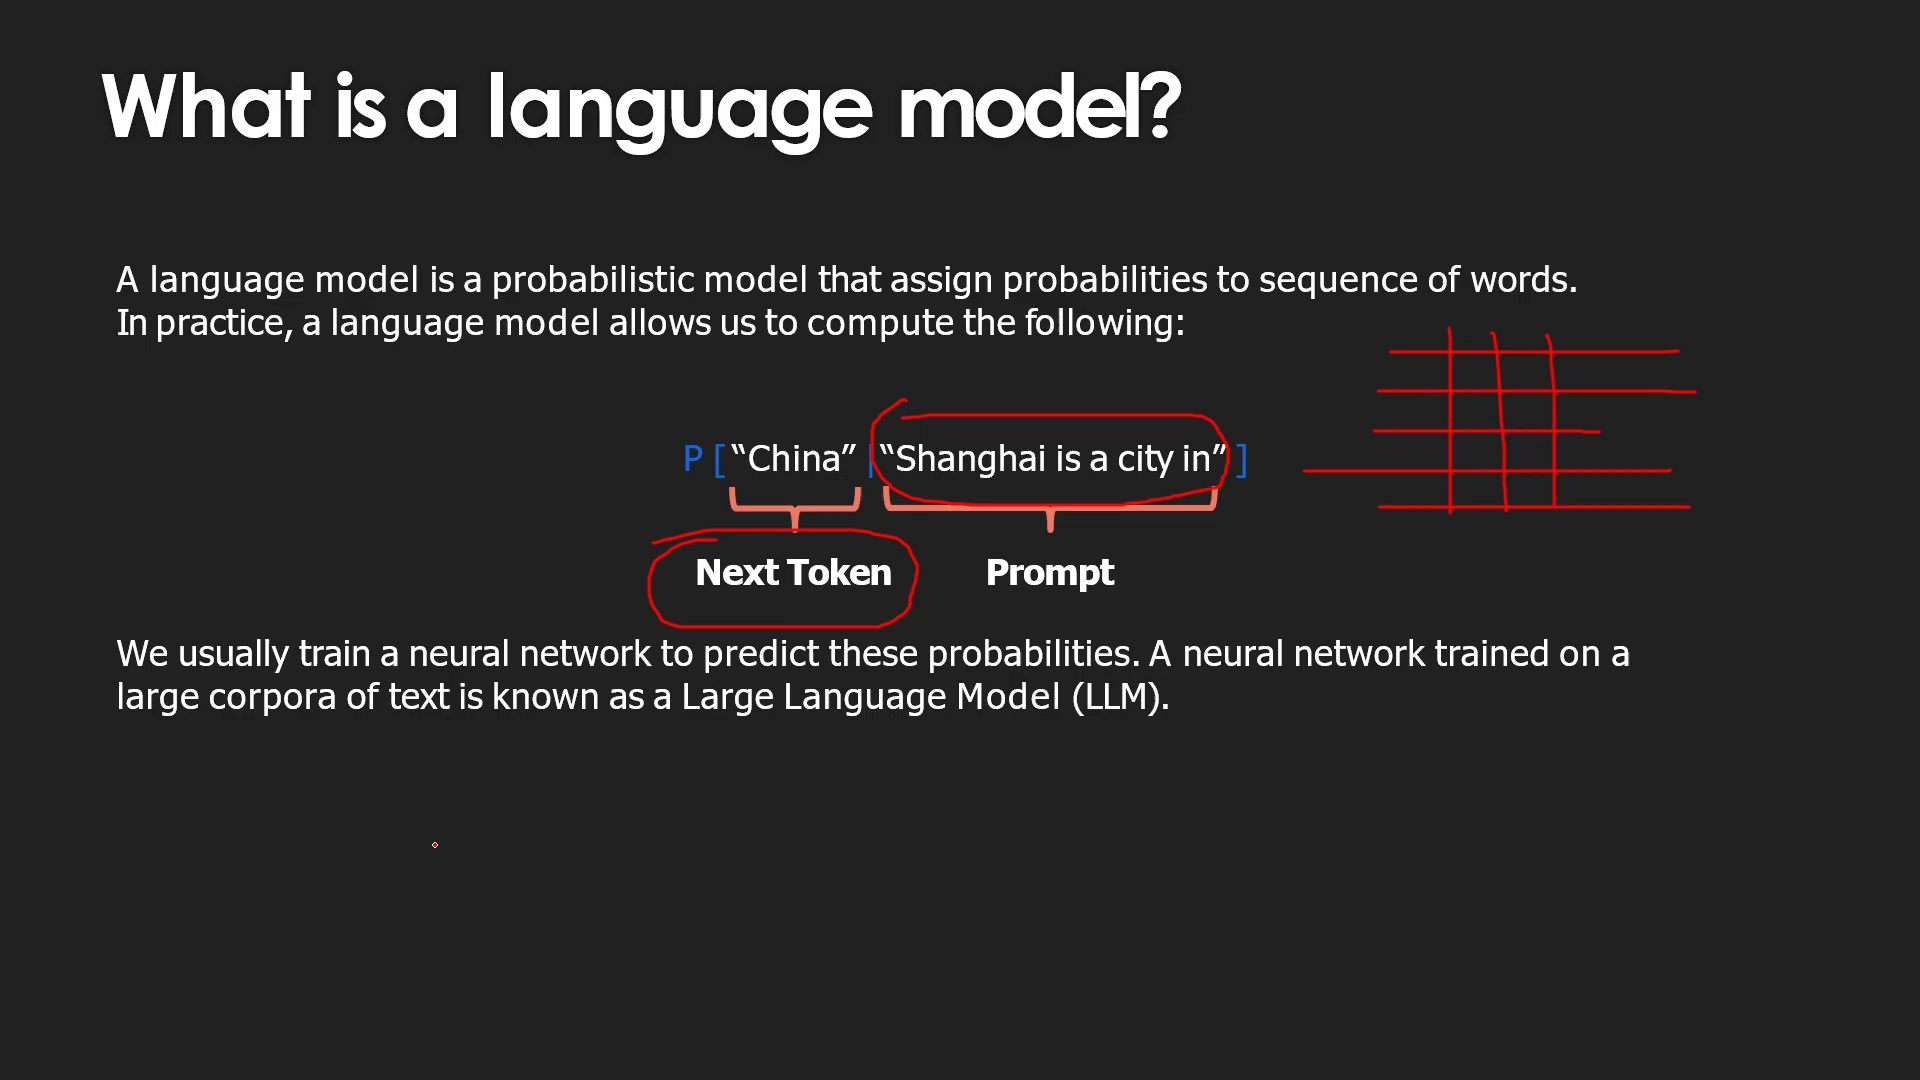 What is a language model?
A language model is a probabilistic model that assign probabilities to sequence of words.
In practice, a language model allows us to compute the following:
P [ “China” | “Shanghai is a city in” ]
Next Token Prompt
We usually train a neural network to predict these probabilities. A neural network trained on a
large corpora of text is known as a Large Language Model (LLM).